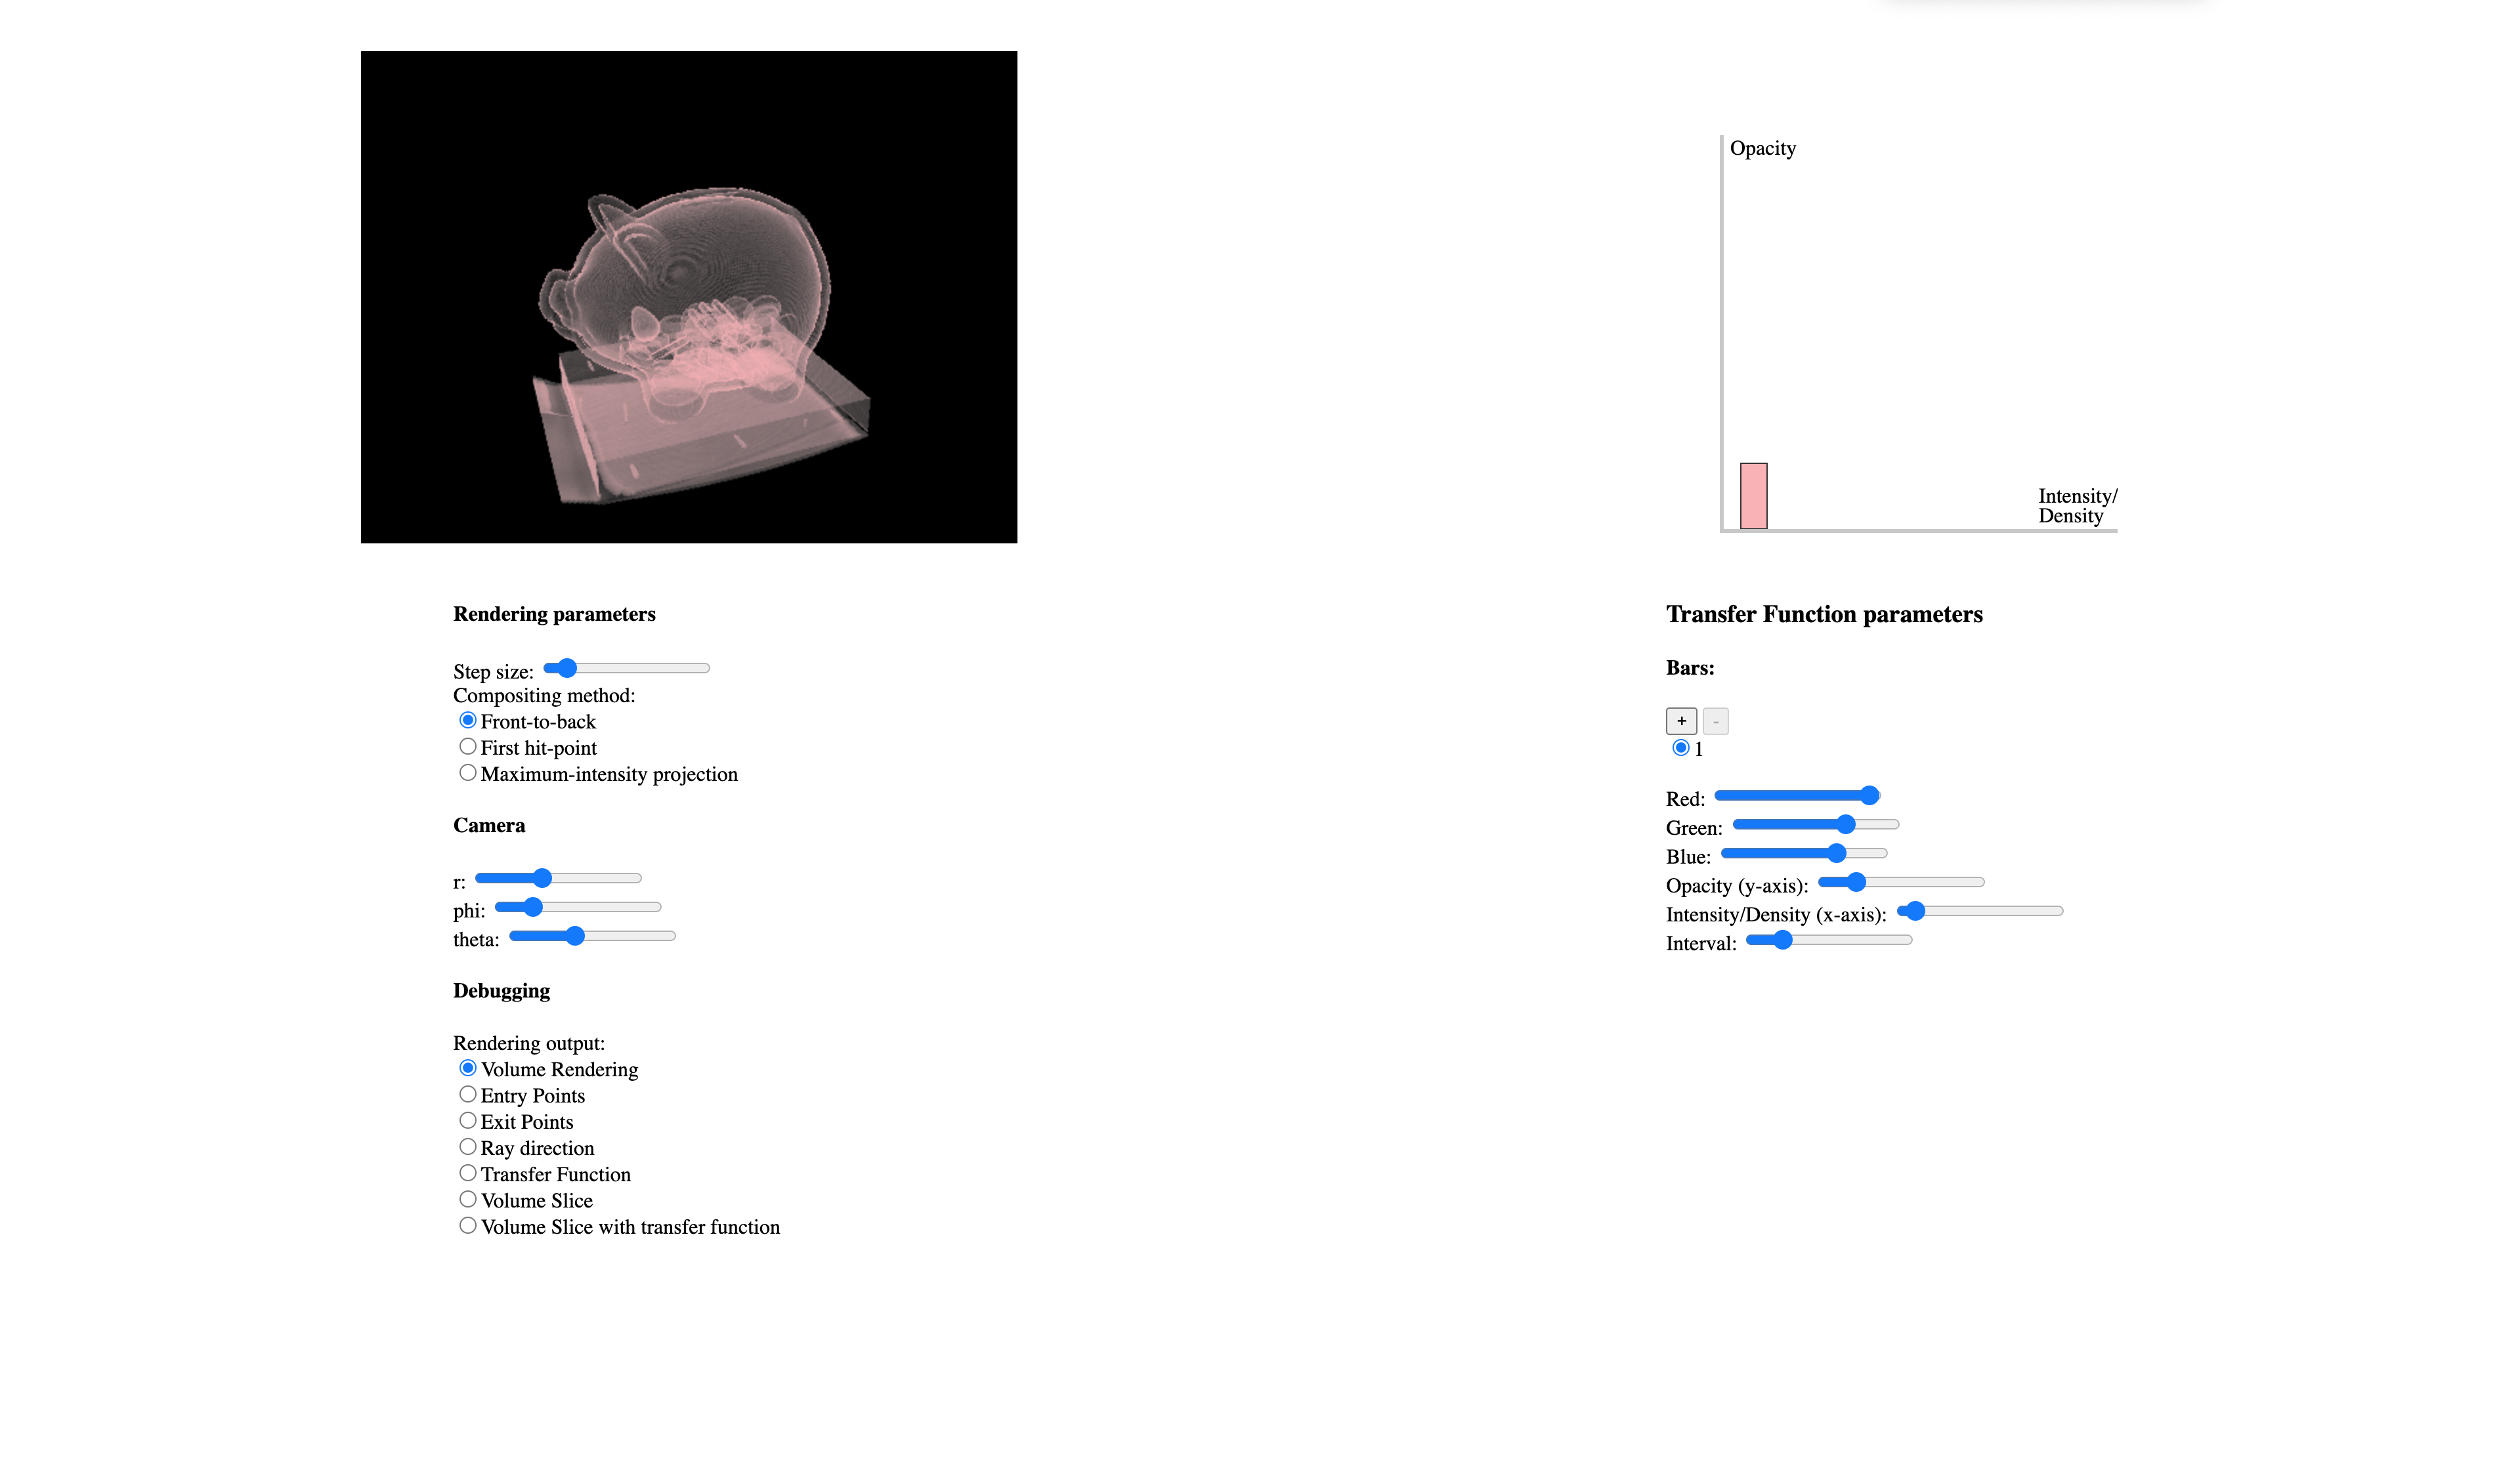 Opacity
Intensity/
Density
Rendering parameters
Step size:
Compositing method:
Front-to-back
First hit-point
Maximum-intensity projection
Camera
r:
phi:
theta:
Debugging
Rendering output:
Volume Rendering
Entry Points
Exit Points
Ray direction
Transfer Function
Volume Slice
Volume Slice with transfer function
Transfer Function parameters
Bars:
+ -
1
Red:
Green:
Blue:
Opacity (y-axis):
Intensity/Density (x-axis):
Interval: